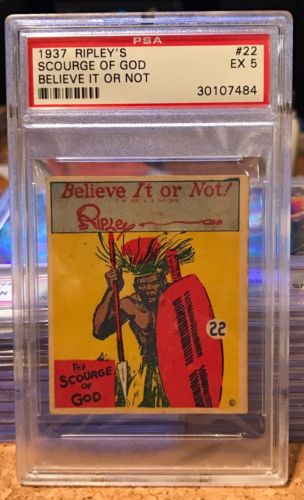 PSA
1937 RIPLEY'S #22
SCOURGE OF GOD EX 5
BELIEVE IT OR NOT 30107484
Believe It or Not!
Ripley
22
THE
SCOURGE
OF
GOD
©